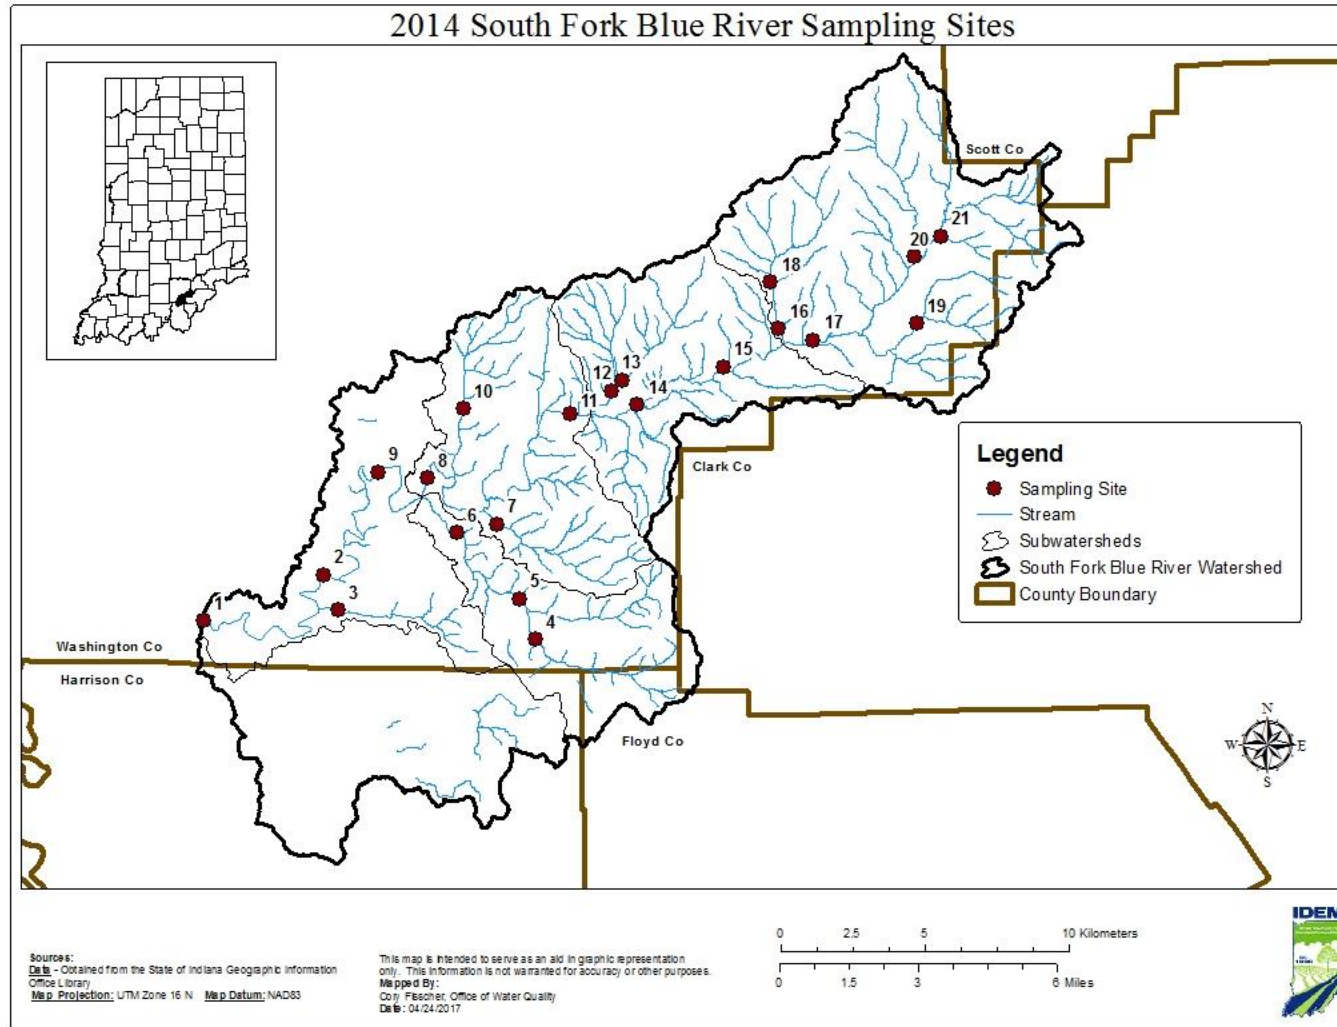 2014 South Fork Blue River Sampling Sites
Scott Co
21
20
18
19
16
17
15
13
12
14
11
10
9
8
7
6
5
4
2
3
1
Clark Co
Washington Co
Harrison Co
Floyd Co
Legend
Sampling Site
Stream
Subwatersheds
South Fork Blue River Watershed
County Boundary
N
W E
S
0 2.5 5 10 Kilometers
0 1.5 3 6 Miles
Sources:
Data - Obtained from the State of Indiana Geographic Information
Office Library
Map Projection: UTM Zone 16 N Map Datum: NAD83
This map is intended to serve as an aid in graphic representation
only. This information is not warranted for accuracy or other purposes.
Mapped By:
Cory Fisscher, Office of Water Quality
Date: 04/24/2017
IDEM